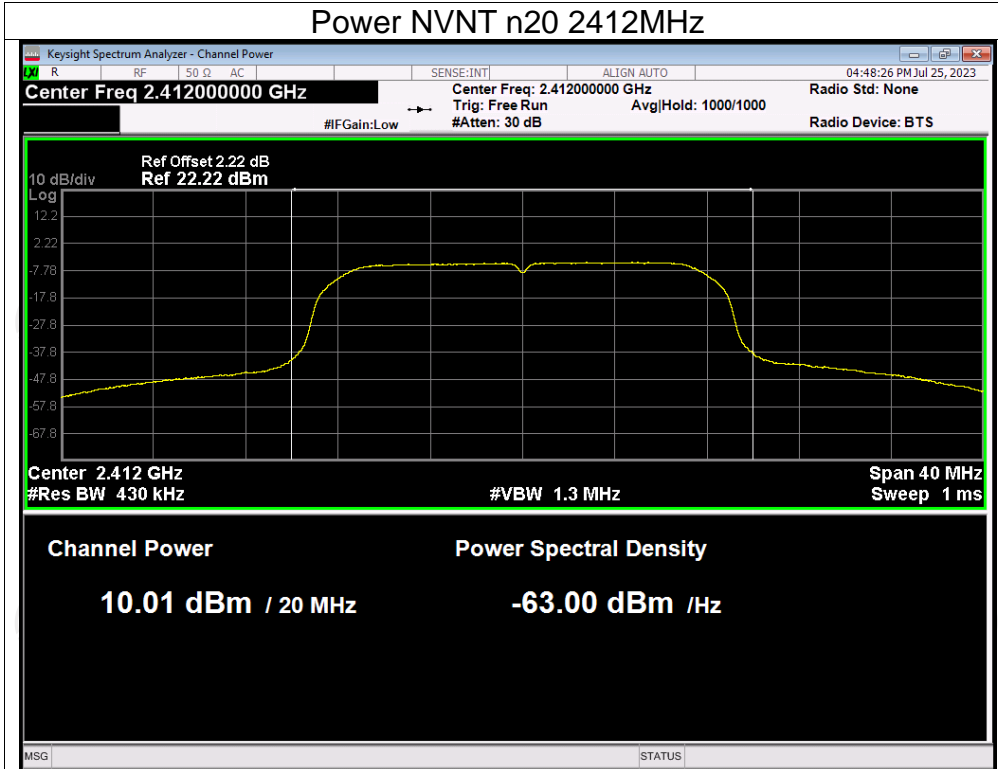 Power NVNT n20 2412MHz
Keysight Spectrum Analyzer - Channel Power
LXI R RF 50 Ω AC SENSE:INT ALIGN AUTO 04:48:26 PM Jul 25, 2023
Center Freq 2.412000000 GHz Center Freq: 2.412000000 GHz Radio Std: None
Trig: Free Run Avg|Hold: 1000/1000
#IFGain:Low #Atten: 30 dB Radio Device: BTS
Ref Offset 2.22 dB
10 dB/div Ref 22.22 dBm
Log
12.2
2.22
-7.78
-17.8
-27.8
-37.8
-47.8
-57.8
-67.8
Center 2.412 GHz Span 40 MHz
#Res BW 430 kHz #VBW 1.3 MHz Sweep 1 ms
Channel Power Power Spectral Density
10.01 dBm / 20 MHz -63.00 dBm /Hz
MSG STATUS